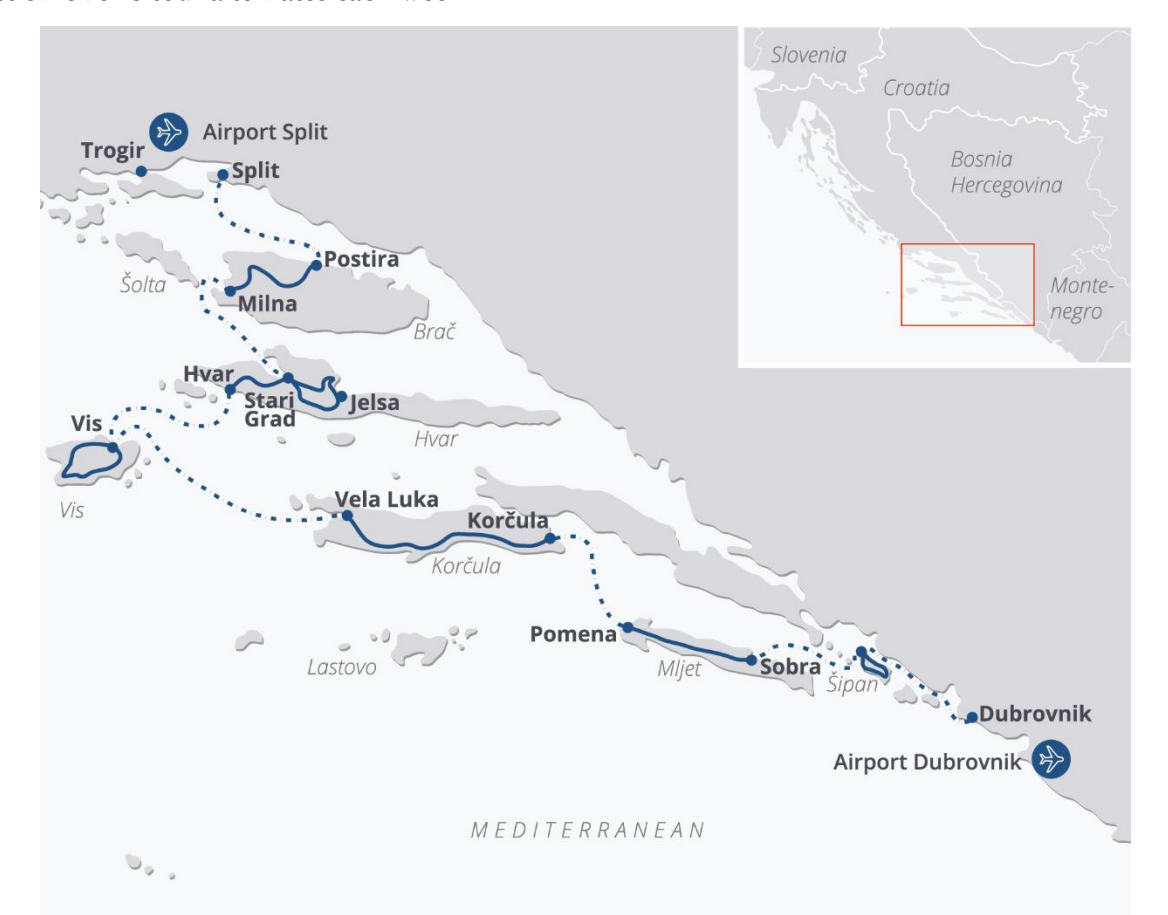 Slovenia
Croatia
Bosnia
Hercegovina
Monte-
negro
Airport Split
Trogir
Split
Postira
Šolta
Milna
Brač
Hvar
Stari
Grad
Jelsa
Hvar
Vis
Vis
Vela Luka
Korčula
Korčula
Pomena
Lastovo
Mljet
Sobra
Šipan
Dubrovnik
Airport Dubrovnik
MEDITERRANEAN